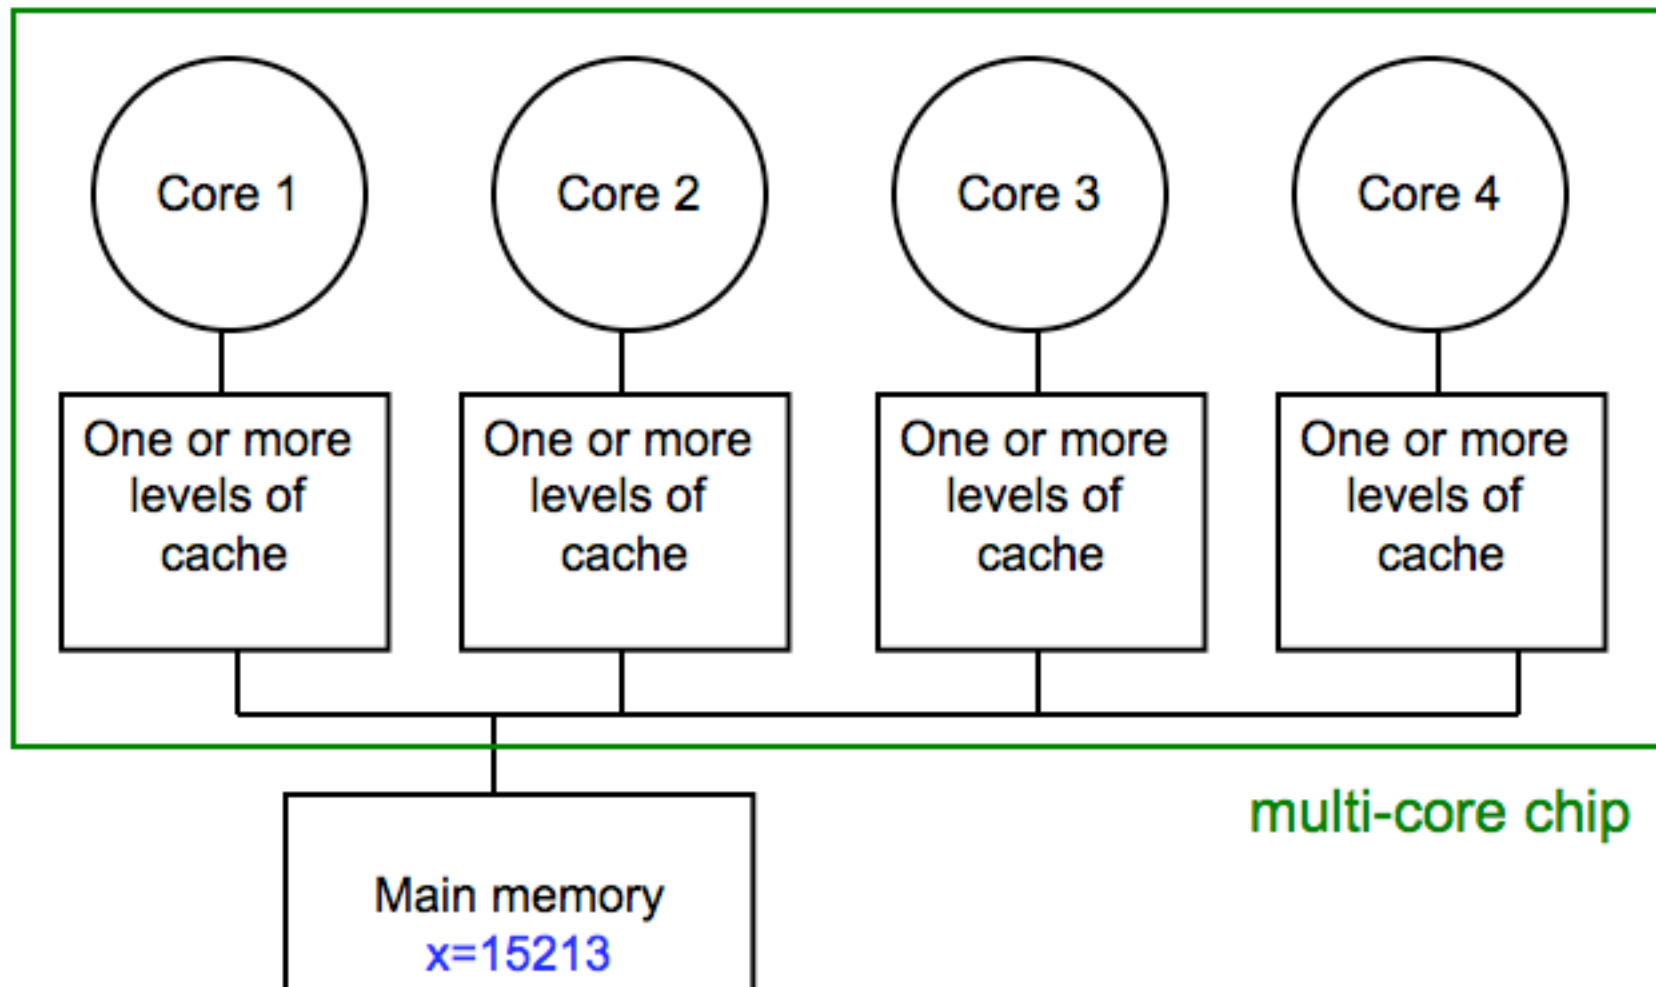 Core 1
Core 2
Core 3
Core 4
One or more
levels of
cache
One or more
levels of
cache
One or more
levels of
cache
One or more
levels of
cache
multi-core chip
Main memory
x=15213